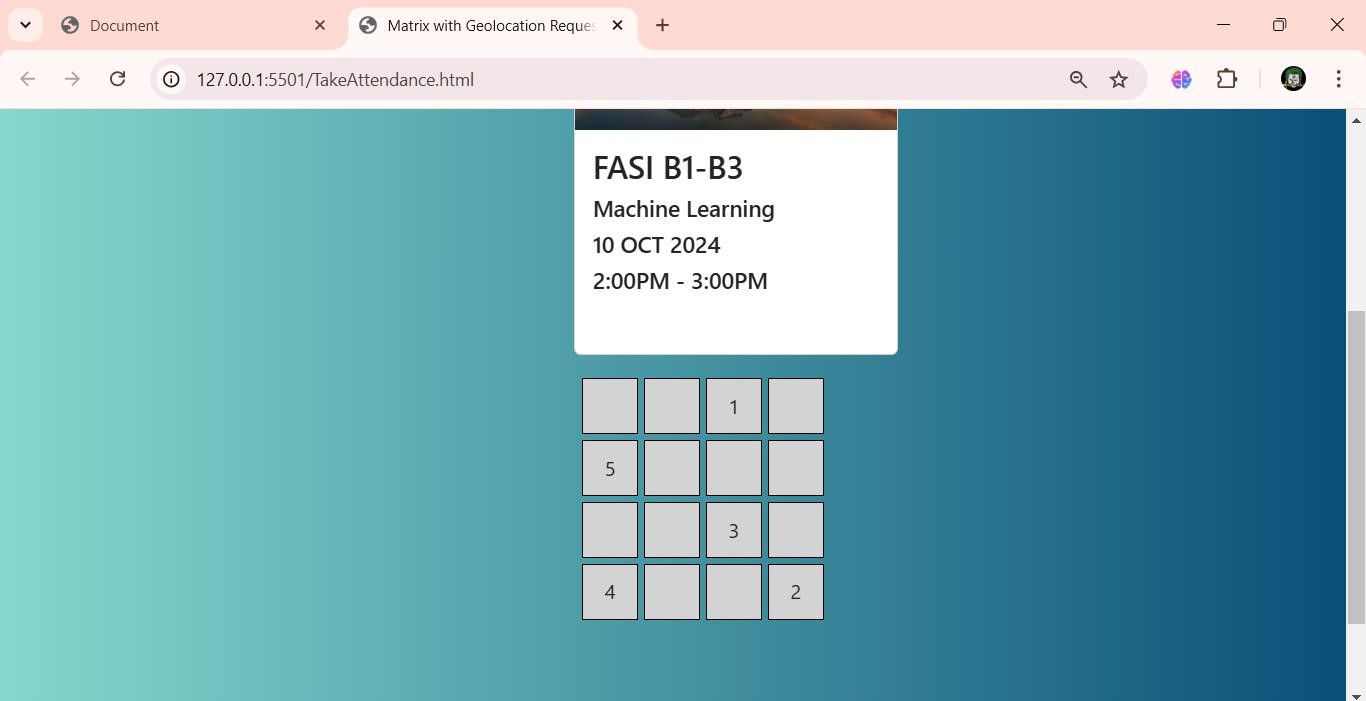 Document
Matrix with Geolocation Reques
127.0.0.1:5501/TakeAttendance.html
FASI B1-B3
Machine Learning
10 OCT 2024
2:00PM - 3:00PM
1
5
3
4 2